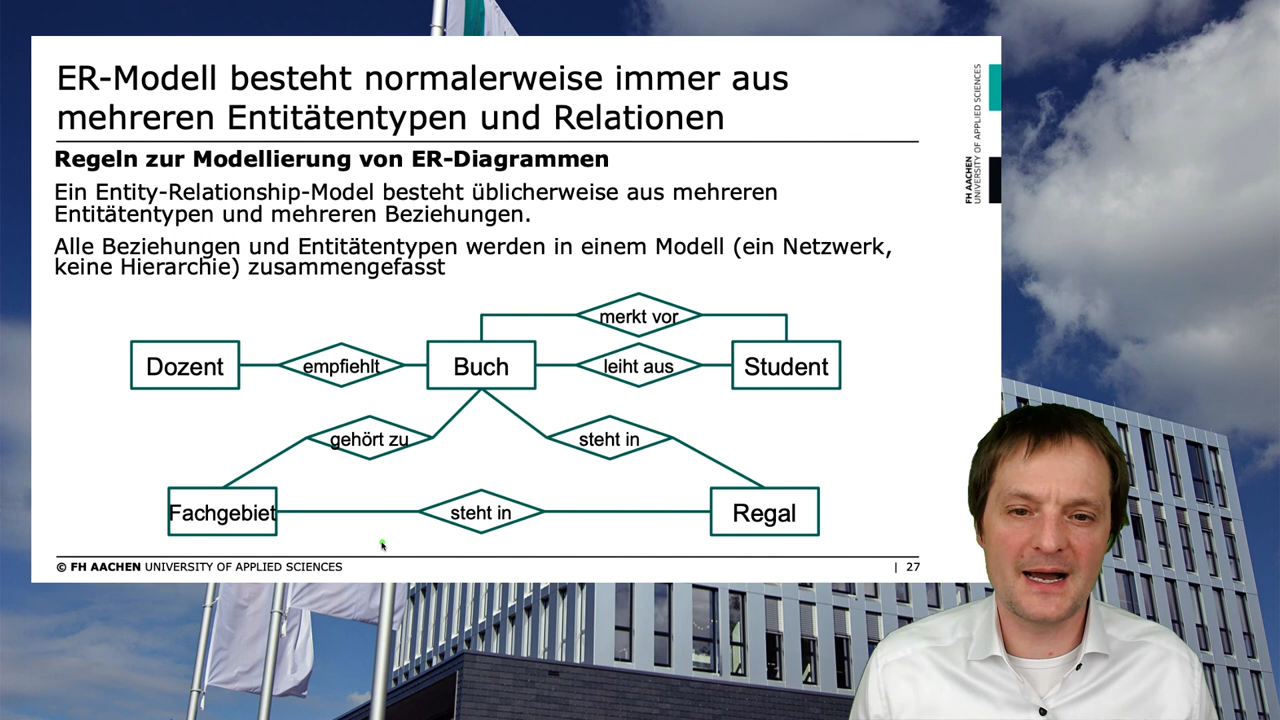 ER-Modell besteht normalerweise immer aus
mehreren Entitätentypen und Relationen
FH AACHEN
UNIVERSITY OF APPLIED SCIENCES
Regeln zur Modellierung von ER-Diagrammen
Ein Entity-Relationship-Model besteht üblicherweise aus mehreren
Entitätentypen und mehreren Beziehungen.
Alle Beziehungen und Entitätentypen werden in einem Modell (ein Netzwerk,
keine Hierarchie) zusammengefasst
merkt vor
Dozent
empfiehlt
Buch
leiht aus
Student
gehört zu
steht in
Fachgebiet
steht in
Regal
© FH AACHEN UNIVERSITY OF APPLIED SCIENCES
| 27